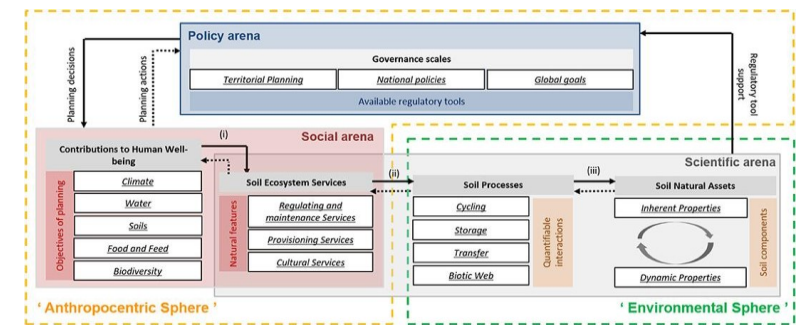 Policy arena
Governance scales
Territorial Planning
National policies
Global goals
Available regulatory tools
Planning decisions
Planning actions
Regulatory tool
support
Social arena
(i)
Contributions to Human Well-
being
Objectives of planning
Climate
Water
Soils
Food and Feed
Biodiversity
Soil Ecosystem Services
Natural features
Regulating and
maintenance Services
Provisioning Services
Cultural Services
(ii)
Scientific arena
Soil Processes
Cycling
Storage
Transfer
Biotic Web
Quantifiable
interactions
(iii)
Soil Natural Assets
Inherent Properties
Dynamic Properties
Soil components
' Anthropocentric Sphere '
' Environmental Sphere '